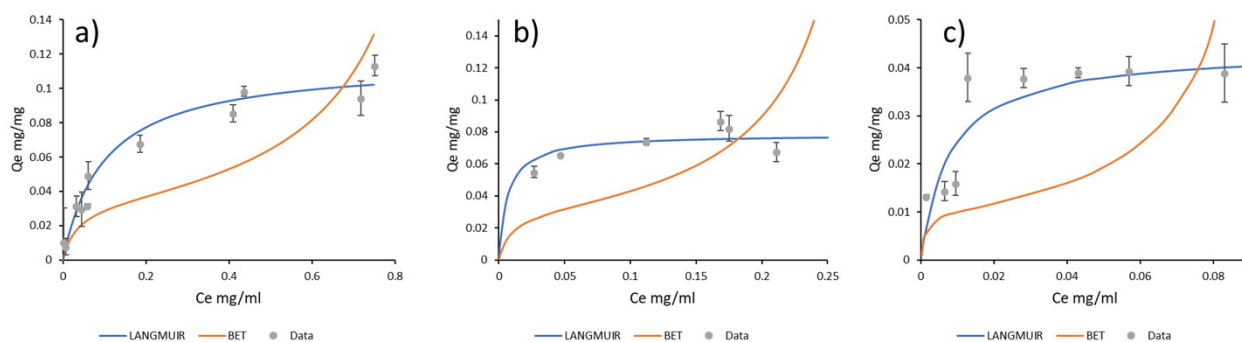 a)
Qe mg/mg
0.14
0.12
0.1
0.08
0.06
0.04
0.02
0
0 0.2 0.4 0.6 0.8
Ce mg/ml
LANGMUIR BET Data
b)
Qe mg/mg
0.14
0.12
0.1
0.08
0.06
0.04
0.02
0
0 0.05 0.1 0.15 0.2 0.25
Ce mg/ml
LANGMUIR BET Data
c)
Qe mg/mg
0.05
0.04
0.03
0.02
0.01
0
0 0.02 0.04 0.06 0.08
Ce mg/ml
LANGMUIR BET Data